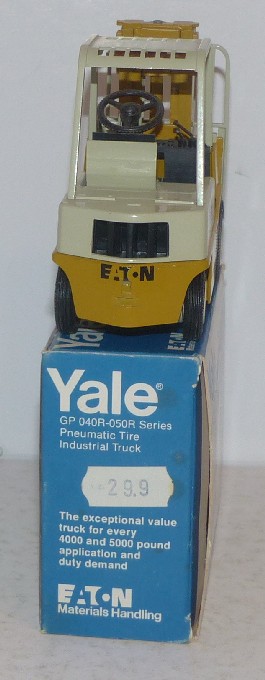 EATON
Yale®
GP 040R-050R Series
Pneumatic Tire
Industrial Truck
29.9
The exceptional value
truck for every
4000 and 5000 pound
application and
duty demand
EATON
Materials Handling